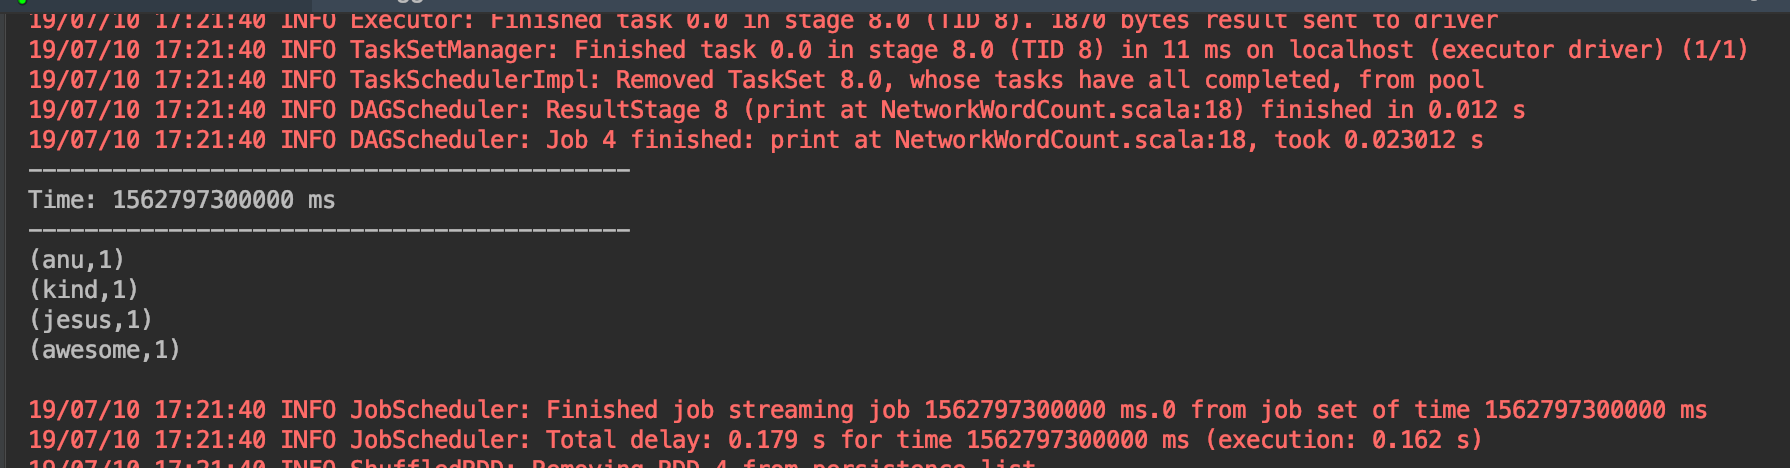 19/07/10 17:21:40 INFO Executor: Finished task 0.0 in stage 8.0 (TID 8). 1870 bytes result sent to driver
19/07/10 17:21:40 INFO TaskSetManager: Finished task 0.0 in stage 8.0 (TID 8) in 11 ms on localhost (executor driver) (1/1)
19/07/10 17:21:40 INFO TaskSchedulerImpl: Removed TaskSet 8.0, whose tasks have all completed, from pool
19/07/10 17:21:40 INFO DAGScheduler: ResultStage 8 (print at NetworkWordCount.scala:18) finished in 0.012 s
19/07/10 17:21:40 INFO DAGScheduler: Job 4 finished: print at NetworkWordCount.scala:18, took 0.023012 s
-------------------------------------------
Time: 1562797300000 ms
-------------------------------------------
(anu,1)
(kind,1)
(jesus,1)
(awesome,1)
19/07/10 17:21:40 INFO JobScheduler: Finished job streaming job 1562797300000 ms.0 from job set of time 1562797300000 ms
19/07/10 17:21:40 INFO JobScheduler: Total delay: 0.179 s for time 1562797300000 ms (execution: 0.162 s)
19/07/10 17:21:40 INFO ShuffledRDD: Removing RDD 4 from persistence list